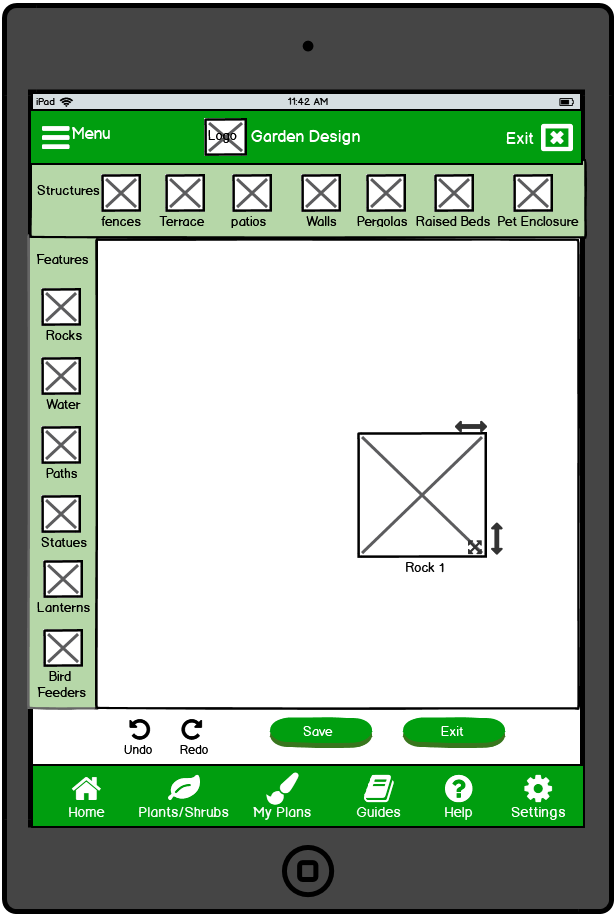 iPad 11:42 AM
Menu Logo Garden Design Exit
Structures
fences Terrace patios Walls Pergolas Raised Beds Pet Enclosure
Features
Rocks
Water
Paths
Statues
Lanterns
Bird
Feeders
Rock 1
Undo Redo Save Exit
Home Plants/Shrubs My Plans Guides Help Settings